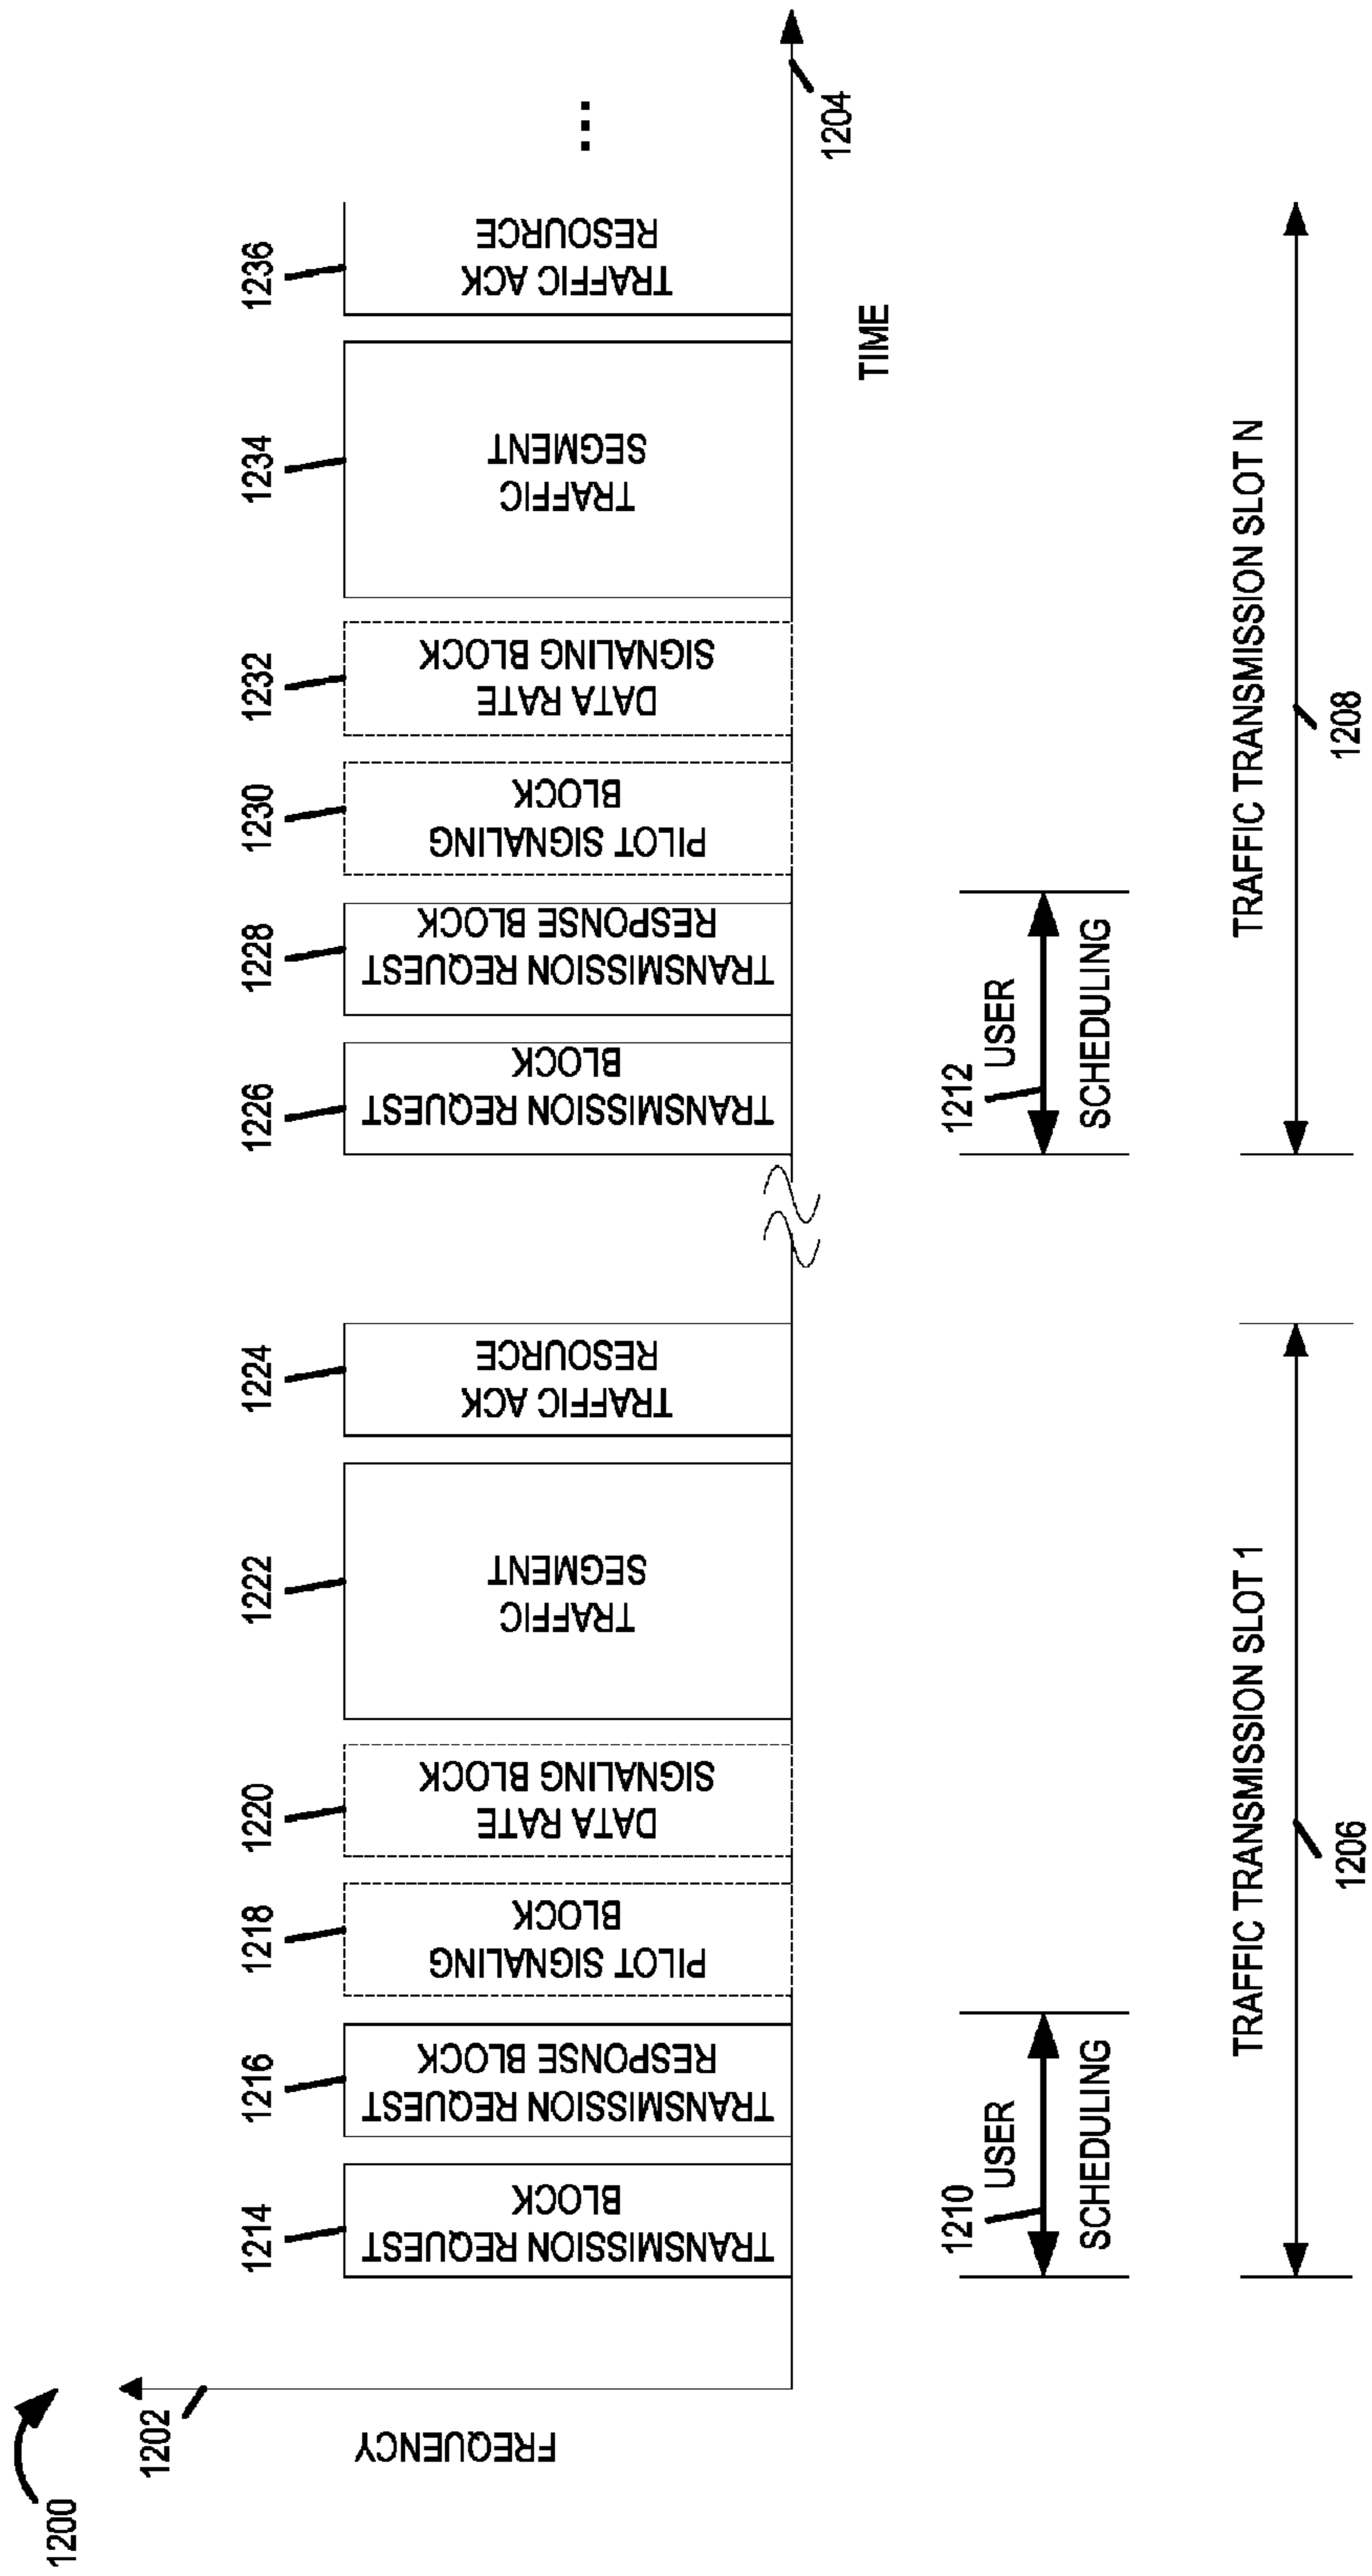 1200
1202
FREQUENCY
1214
TRANSMISSION REQUEST
BLOCK
1216
TRANSMISSION REQUEST
RESPONSE BLOCK
1218
PILOT SIGNALING
BLOCK
1220
DATA RATE
SIGNALING BLOCK
1222
TRAFFIC
SEGMENT
1224
TRAFFIC ACK
RESOURCE
1226
TRANSMISSION REQUEST
BLOCK
1228
TRANSMISSION REQUEST
RESPONSE BLOCK
1230
PILOT SIGNALING
BLOCK
1232
DATA RATE
SIGNALING BLOCK
1234
TRAFFIC
SEGMENT
1236
TRAFFIC ACK
RESOURCE
...
1204
TIME
1210
USER
SCHEDULING
1212
USER
SCHEDULING
TRAFFIC TRANSMISSION SLOT 1
1206
TRAFFIC TRANSMISSION SLOT N
1208